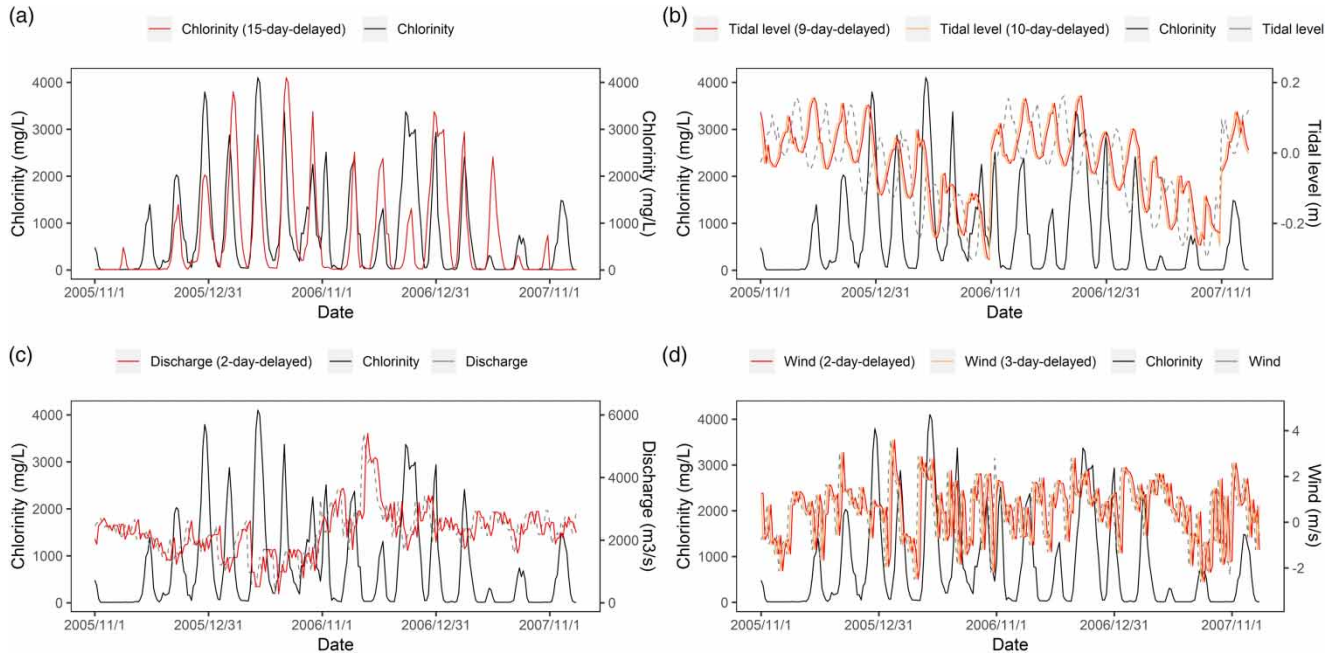 (a)
Chlorinity (15-day-delayed) Chlorinity
Chlorinity (mg/L)
4000
3000
2000
1000
0
4000
3000
2000
1000
0
Chlorinity (mg/L)
2005/11/1 2005/12/31 2006/11/1 2006/12/31 2007/11/1
Date
(b)
Tidal level (9-day-delayed) Tidal level (10-day-delayed) Chlorinity Tidal level
Chlorinity (mg/L)
4000
3000
2000
1000
0
0.2
0.0
-0.2
Tidal level (m)
2005/11/1 2005/12/31 2006/11/1 2006/12/31 2007/11/1
Date
(c)
Discharge (2-day-delayed) Chlorinity Discharge
Chlorinity (mg/L)
4000
3000
2000
1000
0
6000
4000
2000
0
Discharge (m3/s)
2005/11/1 2005/12/31 2006/11/1 2006/12/31 2007/11/1
Date
(d)
Wind (2-day-delayed) Wind (3-day-delayed) Chlorinity Wind
Chlorinity (mg/L)
4000
3000
2000
1000
0
4
2
0
-2
Wind (m/s)
2005/11/1 2005/12/31 2006/11/1 2006/12/31 2007/11/1
Date